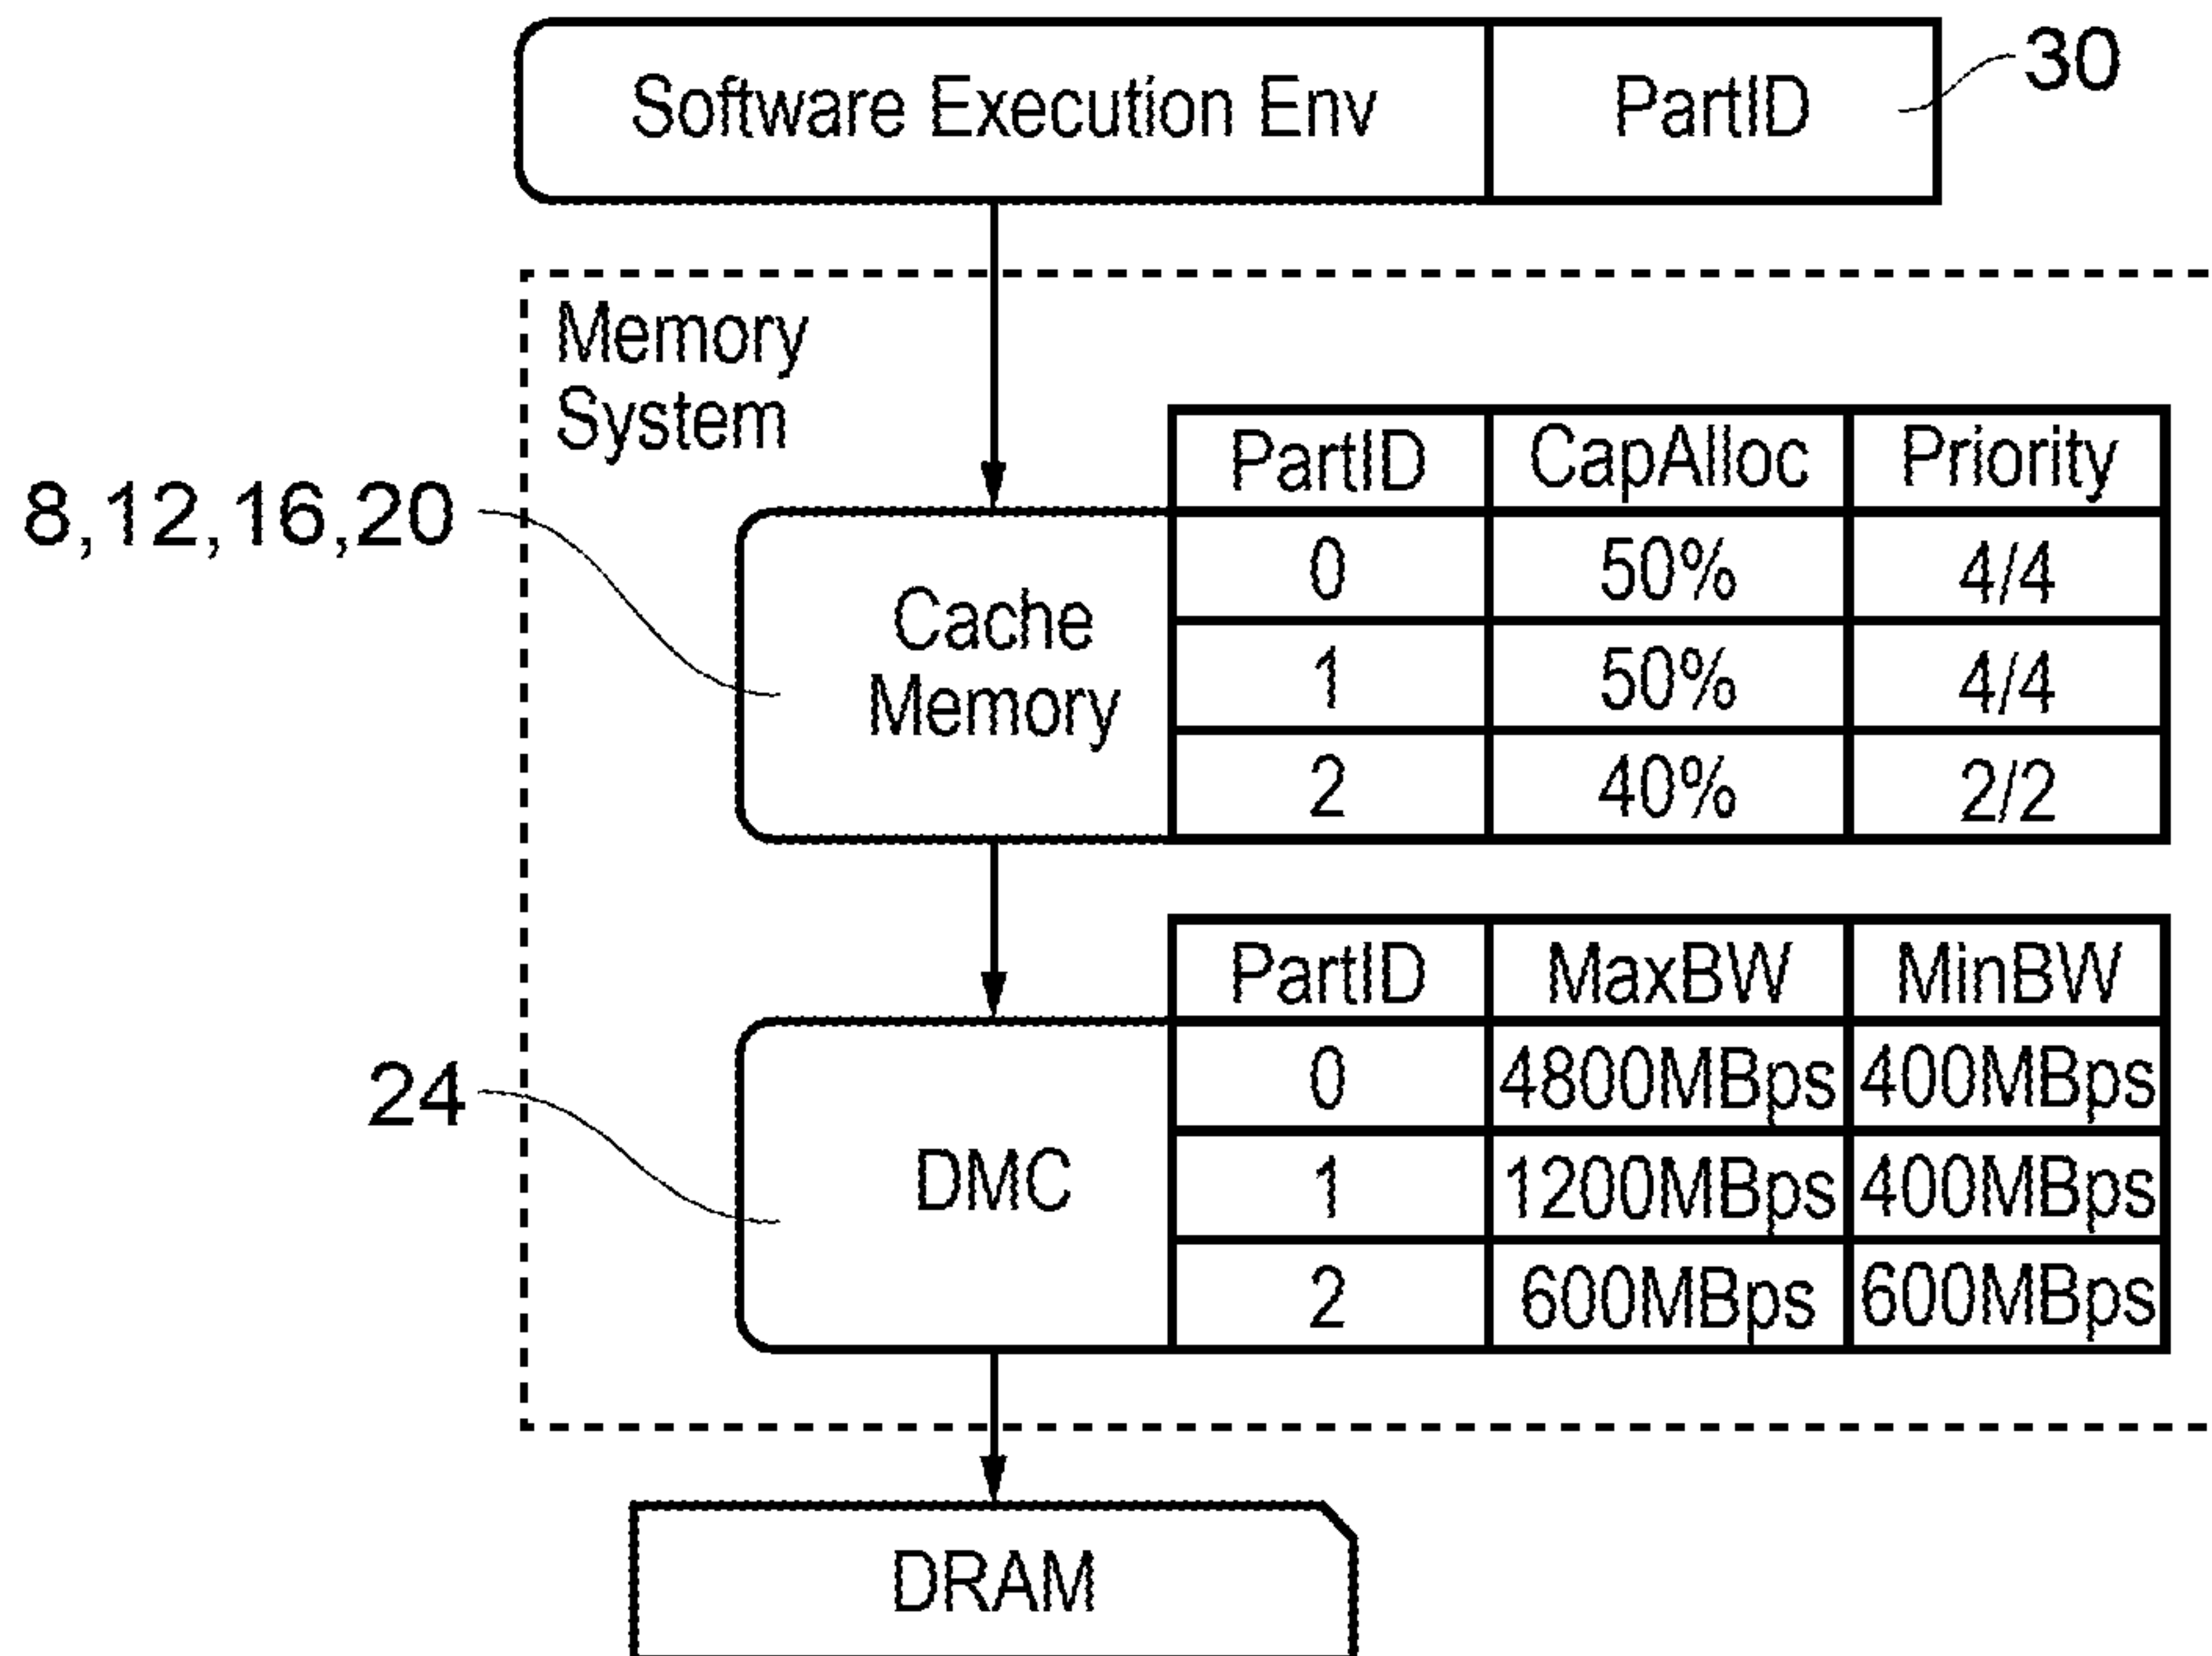 Software Execution Env PartID 30
Memory
System
PartID CapAlloc Priority
8,12,16,20
0 50% 4/4
Cache
Memory
1 50% 4/4
2 40% 2/2
PartID MaxBW MinBW
24
0 4800MBps 400MBps
DMC
1 1200MBps 400MBps
2 600MBps 600MBps
DRAM